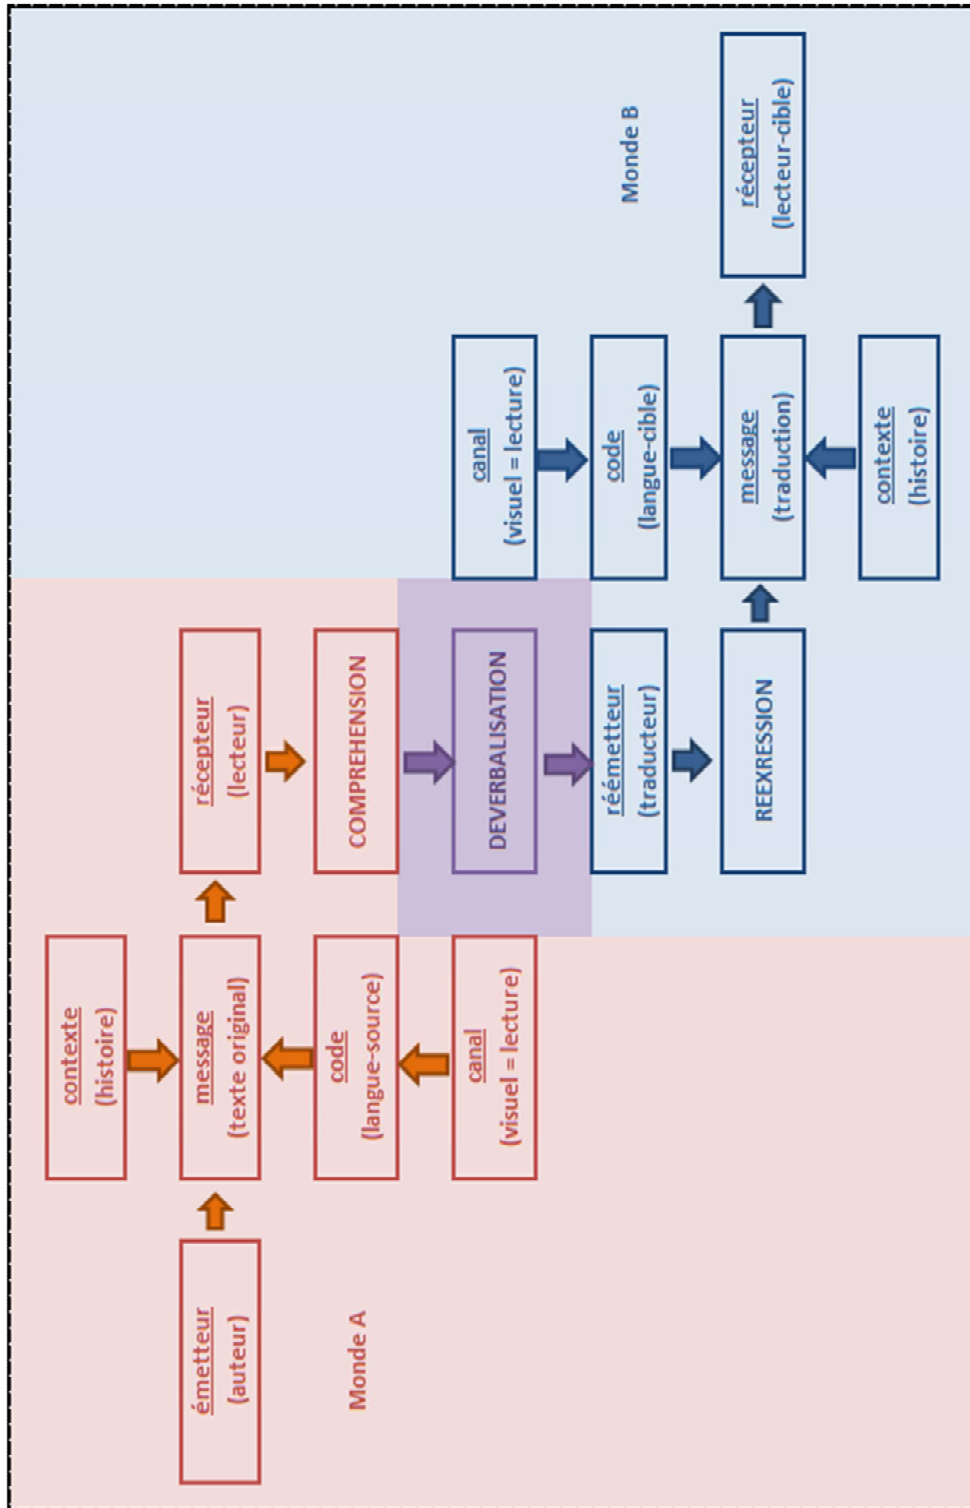 contexte
(histoire)
émetteur
(auteur)
message
(texte original)
récepteur
(lecteur)
Monde A
code
(langue-source)
COMPREHENSION
canal
(visuel = lecture)
DEVERBALISATION
canal
(visuel = lecture)
réémetteur
(traducteur)
code
(langue-cible)
Monde B
REEXRESSION
message
(traduction)
récepteur
(lecteur-cible)
contexte
(histoire)